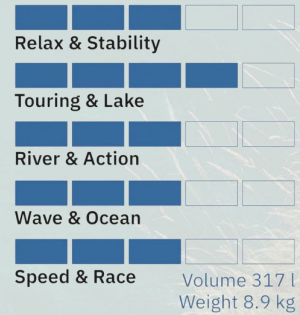 Relax & Stability
Touring & Lake
River & Action
Wave & Ocean
Speed & Race
Volume 317 l
Weight 8.9 kg